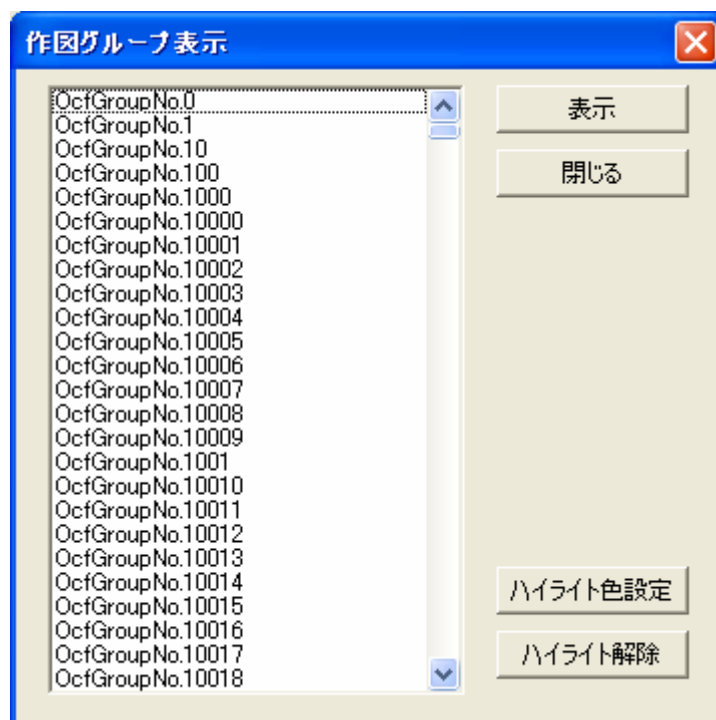 作図グループ表示
OcfGroupNo.0
OcfGroupNo.1
OcfGroupNo.10
OcfGroupNo.100
OcfGroupNo.1000
OcfGroupNo.10000
OcfGroupNo.10001
OcfGroupNo.10002
OcfGroupNo.10003
OcfGroupNo.10004
OcfGroupNo.10005
OcfGroupNo.10006
OcfGroupNo.10007
OcfGroupNo.10008
OcfGroupNo.10009
OcfGroupNo.1001
OcfGroupNo.10010
OcfGroupNo.10011
OcfGroupNo.10012
OcfGroupNo.10013
OcfGroupNo.10014
OcfGroupNo.10015
OcfGroupNo.10016
OcfGroupNo.10017
OcfGroupNo.10018
表示
閉じる
ハイライト色設定
ハイライト解除